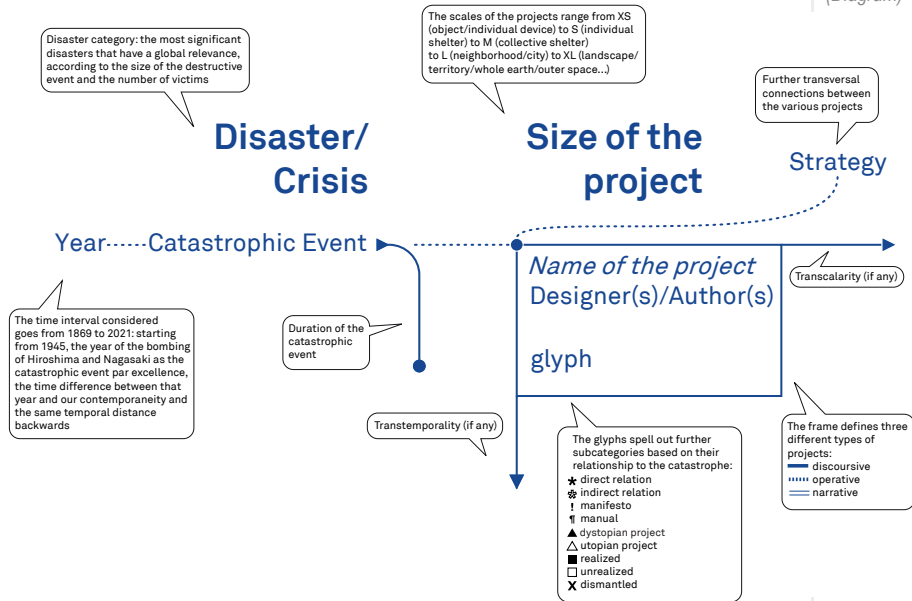 (Diagram)
Disaster category: the most significant
disasters that have a global relevance,
according to the size of the destructive
event and the number of victims
The scales of the projects range from XS
(object/individual device) to S (individual
shelter) to M (collective shelter)
to L (neighborhood/city) to XL (landscape/
territory/whole earth/outer space...)
Further transversal
connections between
the various projects
Disaster/
Crisis
Size of the
project
Strategy
Year
Catastrophic Event
Name of the project
Designer(s)/Author(s)
glyph
Transcalarity (if any)
The time interval considered
goes from 1869 to 2021: starting
from 1945, the year of the bombing
of Hiroshima and Nagasaki as the
catastrophic event par excellence,
the time difference between that
year and our contemporaneity and
the same temporal distance
backwards
Duration of the
catastrophic
event
Transtemporality (if any)
The glyphs spell out further
subcategories based on their
relationship to the catastrophe:
* direct relation
✲ indirect relation
! manifesto
¶ manual
▲ dystopian project
△ utopian project
■ realized
□ unrealized
X dismantled
The frame defines three
different types of
projects:
discoursive
operative
narrative